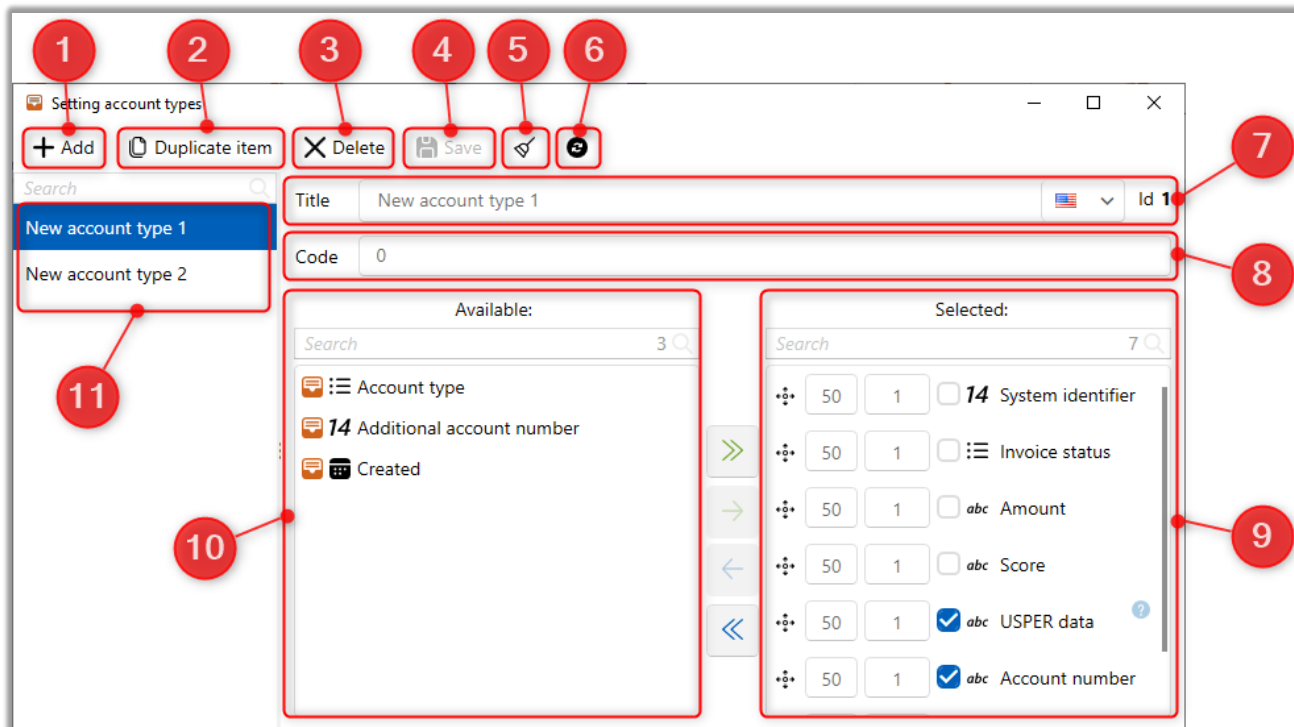 1 2 3 4 5 6
Setting account types
Add Duplicate item Delete Save
7
Search
Title New account type 1 Id 1
New account type 1
Code 0
8
New account type 2
Available: Selected:
Search 3 Search 7
11
Account type 50 1 14 System identifier
14 Additional account number
Created 50 1 Invoice status
50 1 abc Amount
10 9
50 1 abc Score
50 1 abc USPER data ?
50 1 abc Account number